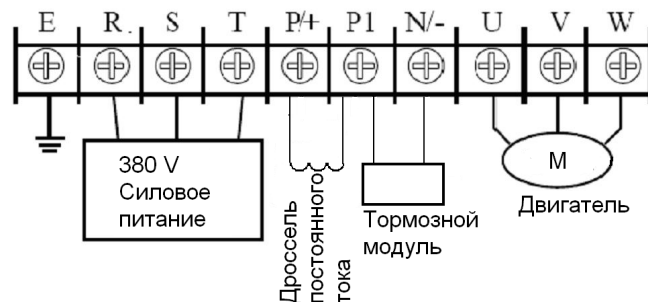 E R S T P/+ P1 N/- U V W
380 V
Силовое
питание
Дроссель
постоянного
тока
Тормозной
модуль
M
Двигатель